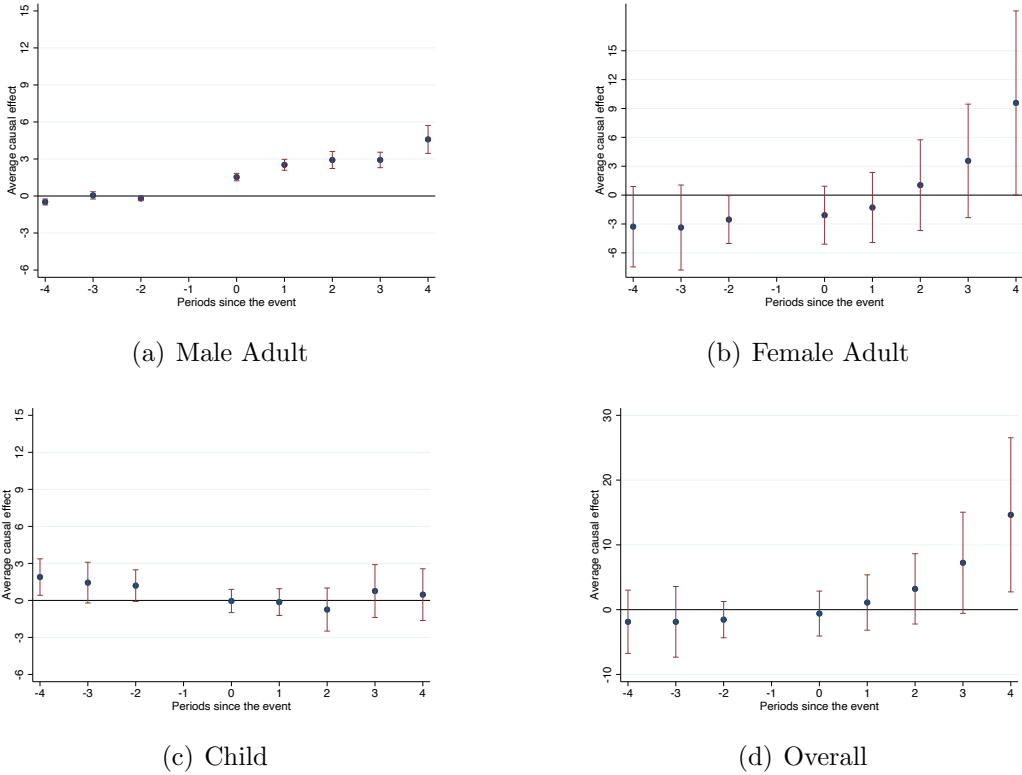 Average causal effect
15
12
9
6
3
0
-3
-6
-4 -3 -2 -1 0 1 2 3 4
Periods since the event
(a) Male Adult
Average causal effect
15
12
9
6
3
0
-3
-6
-4 -3 -2 -1 0 1 2 3 4
Periods since the event
(b) Female Adult
Average causal effect
15
12
9
6
3
0
-3
-6
-4 -3 -2 -1 0 1 2 3 4
Periods since the event
(c) Child
Average causal effect
30
20
10
0
-10
-4 -3 -2 -1 0 1 2 3 4
Periods since the event
(d) Overall